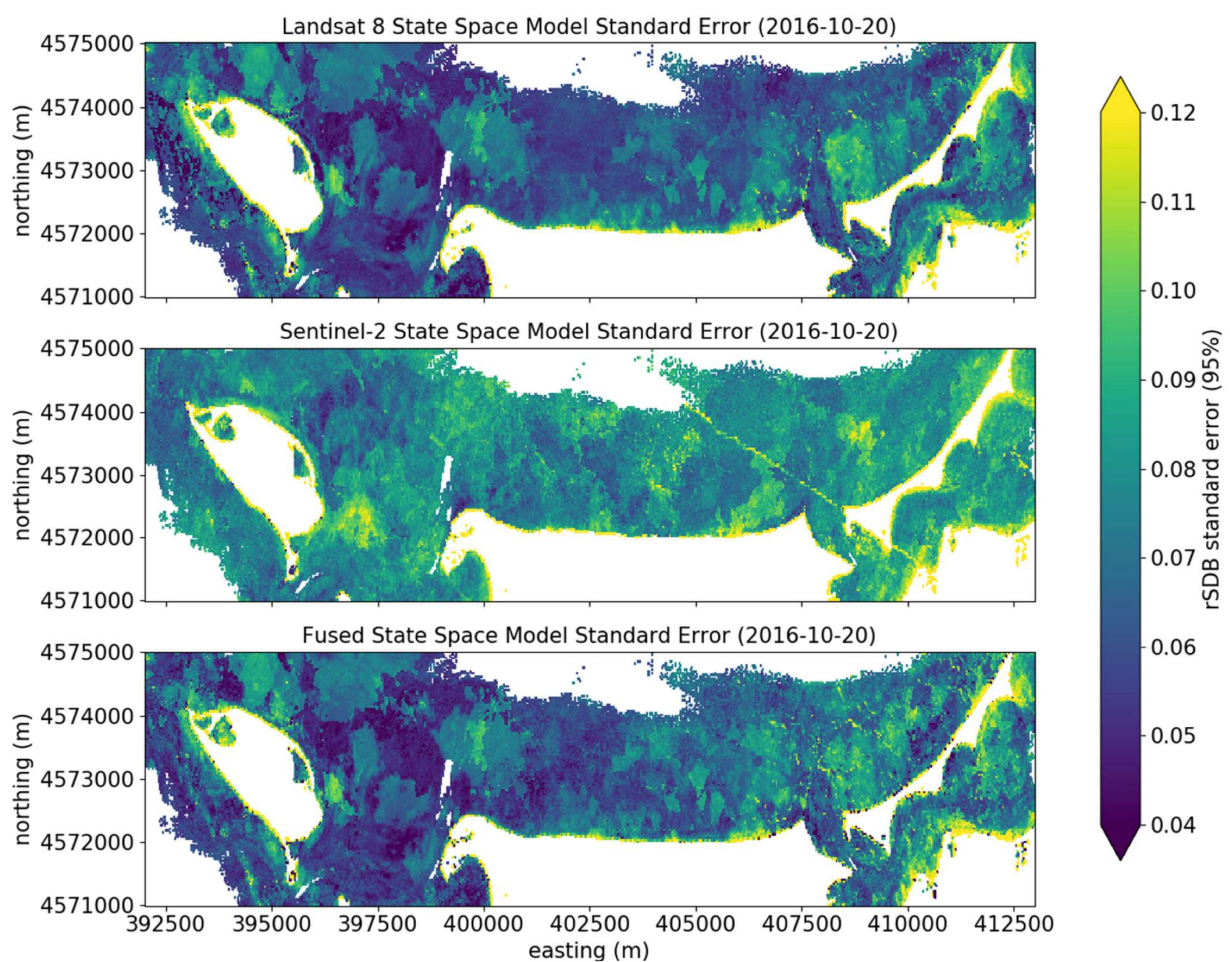 Landsat 8 State Space Model Standard Error (2016-10-20)
4575000
4574000
4573000
4572000
4571000
northing (m)
Sentinel-2 State Space Model Standard Error (2016-10-20)
4575000
4574000
4573000
4572000
4571000
northing (m)
Fused State Space Model Standard Error (2016-10-20)
4575000
4574000
4573000
4572000
4571000
northing (m)
392500 395000 397500 400000 402500 405000 407500 410000 412500
easting (m)
0.12
0.11
0.10
0.09
0.08
0.07
0.06
0.05
0.04
rSDB standard error (95%)